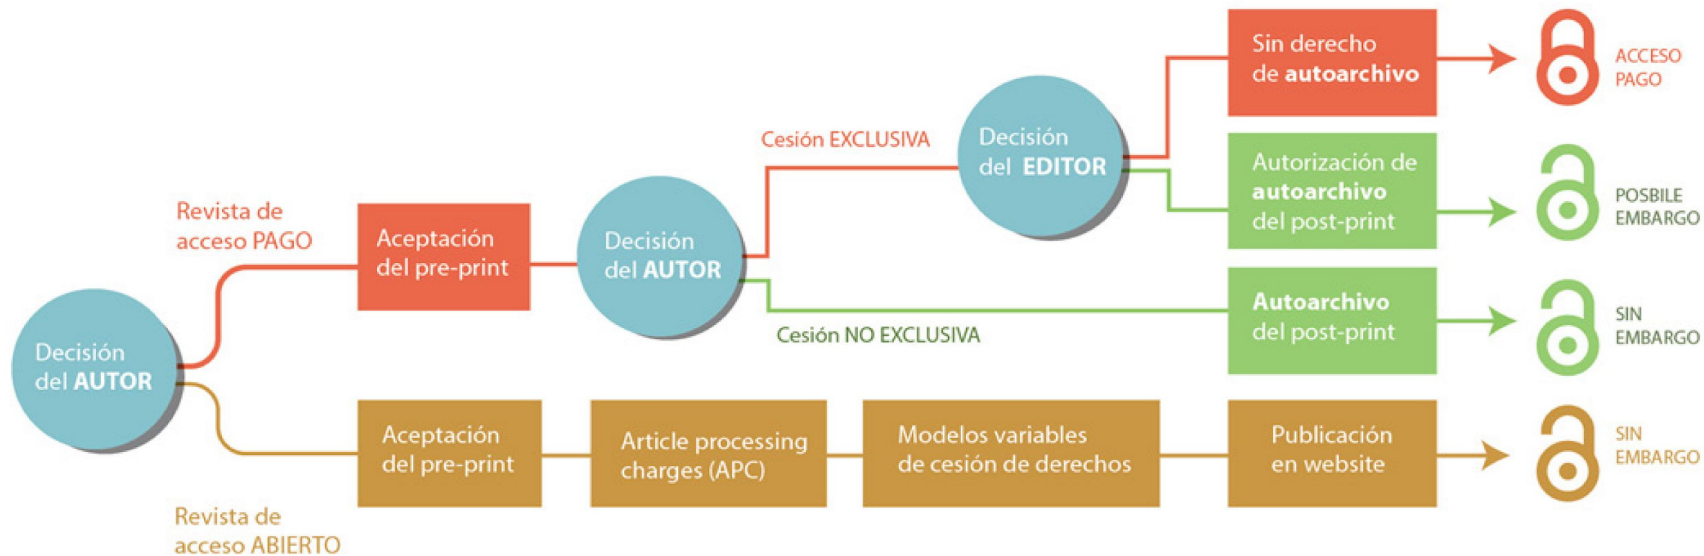 Sin derecho
de autoarchivo
ACCESO
PAGO
Cesión EXCLUSIVA
Decisión
del EDITOR
Autorización de
autoarchivo
del post-print
POSBILE
EMBARGO
Revista de
acceso PAGO
Aceptación
del pre-print
Decisión
del AUTOR
Autoarchivo
del post-print
SIN
EMBARGO
Cesión NO EXCLUSIVA
Decisión
del AUTOR
Aceptación
del pre-print
Article processing
charges (APC)
Modelos variables
de cesión de derechos
Publicación
en website
SIN
EMBARGO
Revista de
acceso ABIERTO